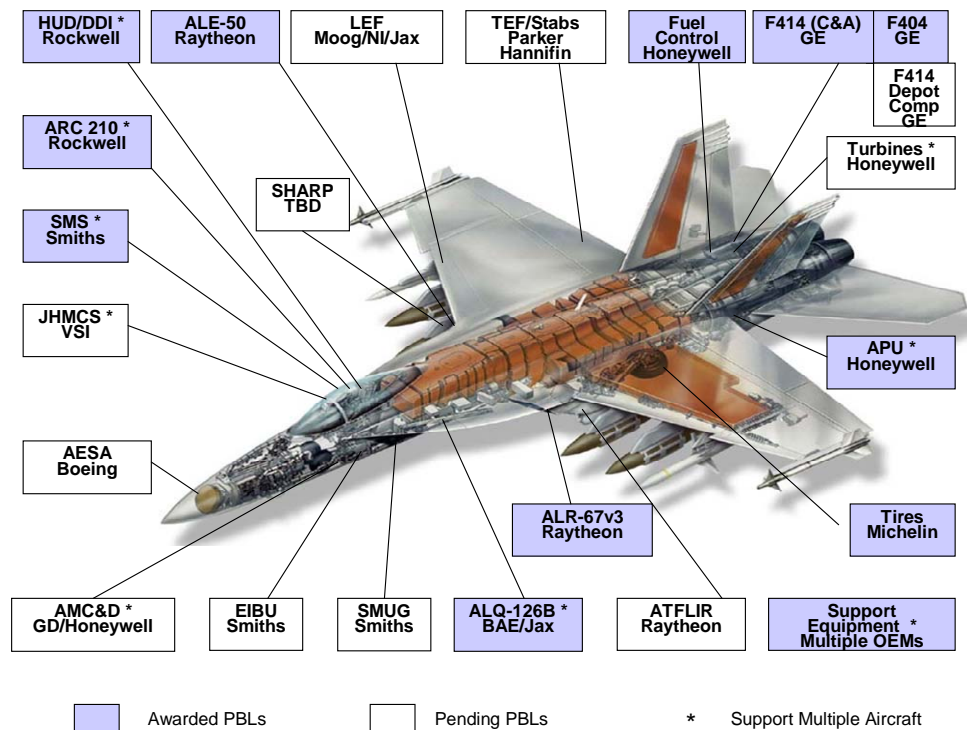 HUD/DDI *
Rockwell
ALE-50
Raytheon
LEF
Moog/NI/Jax
TEF/Stabs
Parker
Hannifin
Fuel
Control
Honeywell
F414 (C&A)
GE
F404
GE
F414
Depot
Comp
GE
ARC 210 *
Rockwell
Turbines *
Honeywell
SHARP
TBD
SMS *
Smiths
JHMCS *
VSI
APU *
Honeywell
AESA
Boeing
ALR-67v3
Raytheon
Tires
Michelin
AMC&D *
GD/Honeywell
EIBU
Smiths
SMUG
Smiths
ALQ-126B *
BAE/Jax
ATFLIR
Raytheon
Support
Equipment *
Multiple OEMs
Awarded PBLs
Pending PBLs
* Support Multiple Aircraft